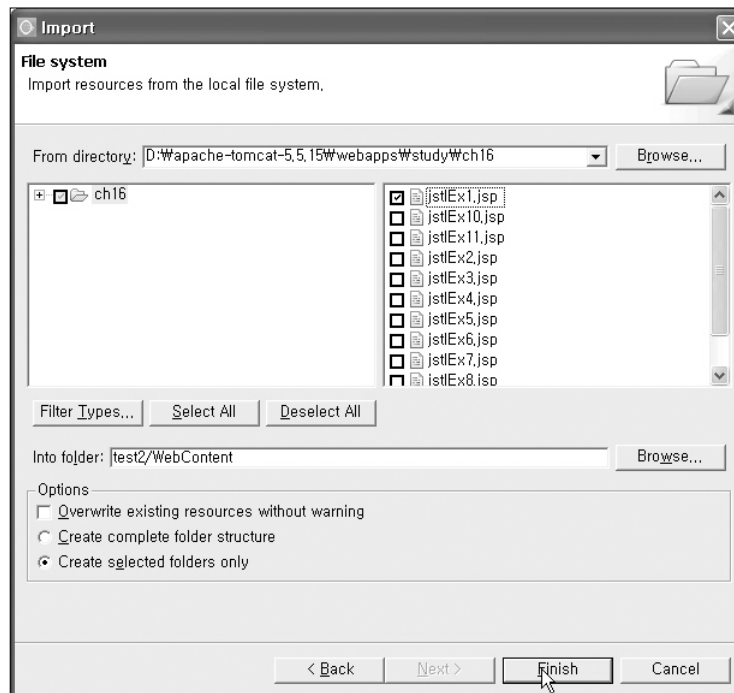 Import
File system
Import resources from the local file system,
From directory: D:₩apache-tomcat-5,5,15₩webapps₩study₩ch16
Browse,,,
ch16
jstlEx1,jsp
jstlEx10,jsp
jstlEx11,jsp
jstlEx2,jsp
jstlEx3,jsp
jstlEx4,jsp
jstlEx5,jsp
jstlEx6,jsp
jstlEx7,jsp
jstlEx8,jsp
Filter Types,,,
Select All
Deselect All
Into folder: test2/WebContent
Browse,,,
Options
Overwrite existing resources without warning
Create complete folder structure
Create selected folders only
< Back
Next >
Finish
Cancel